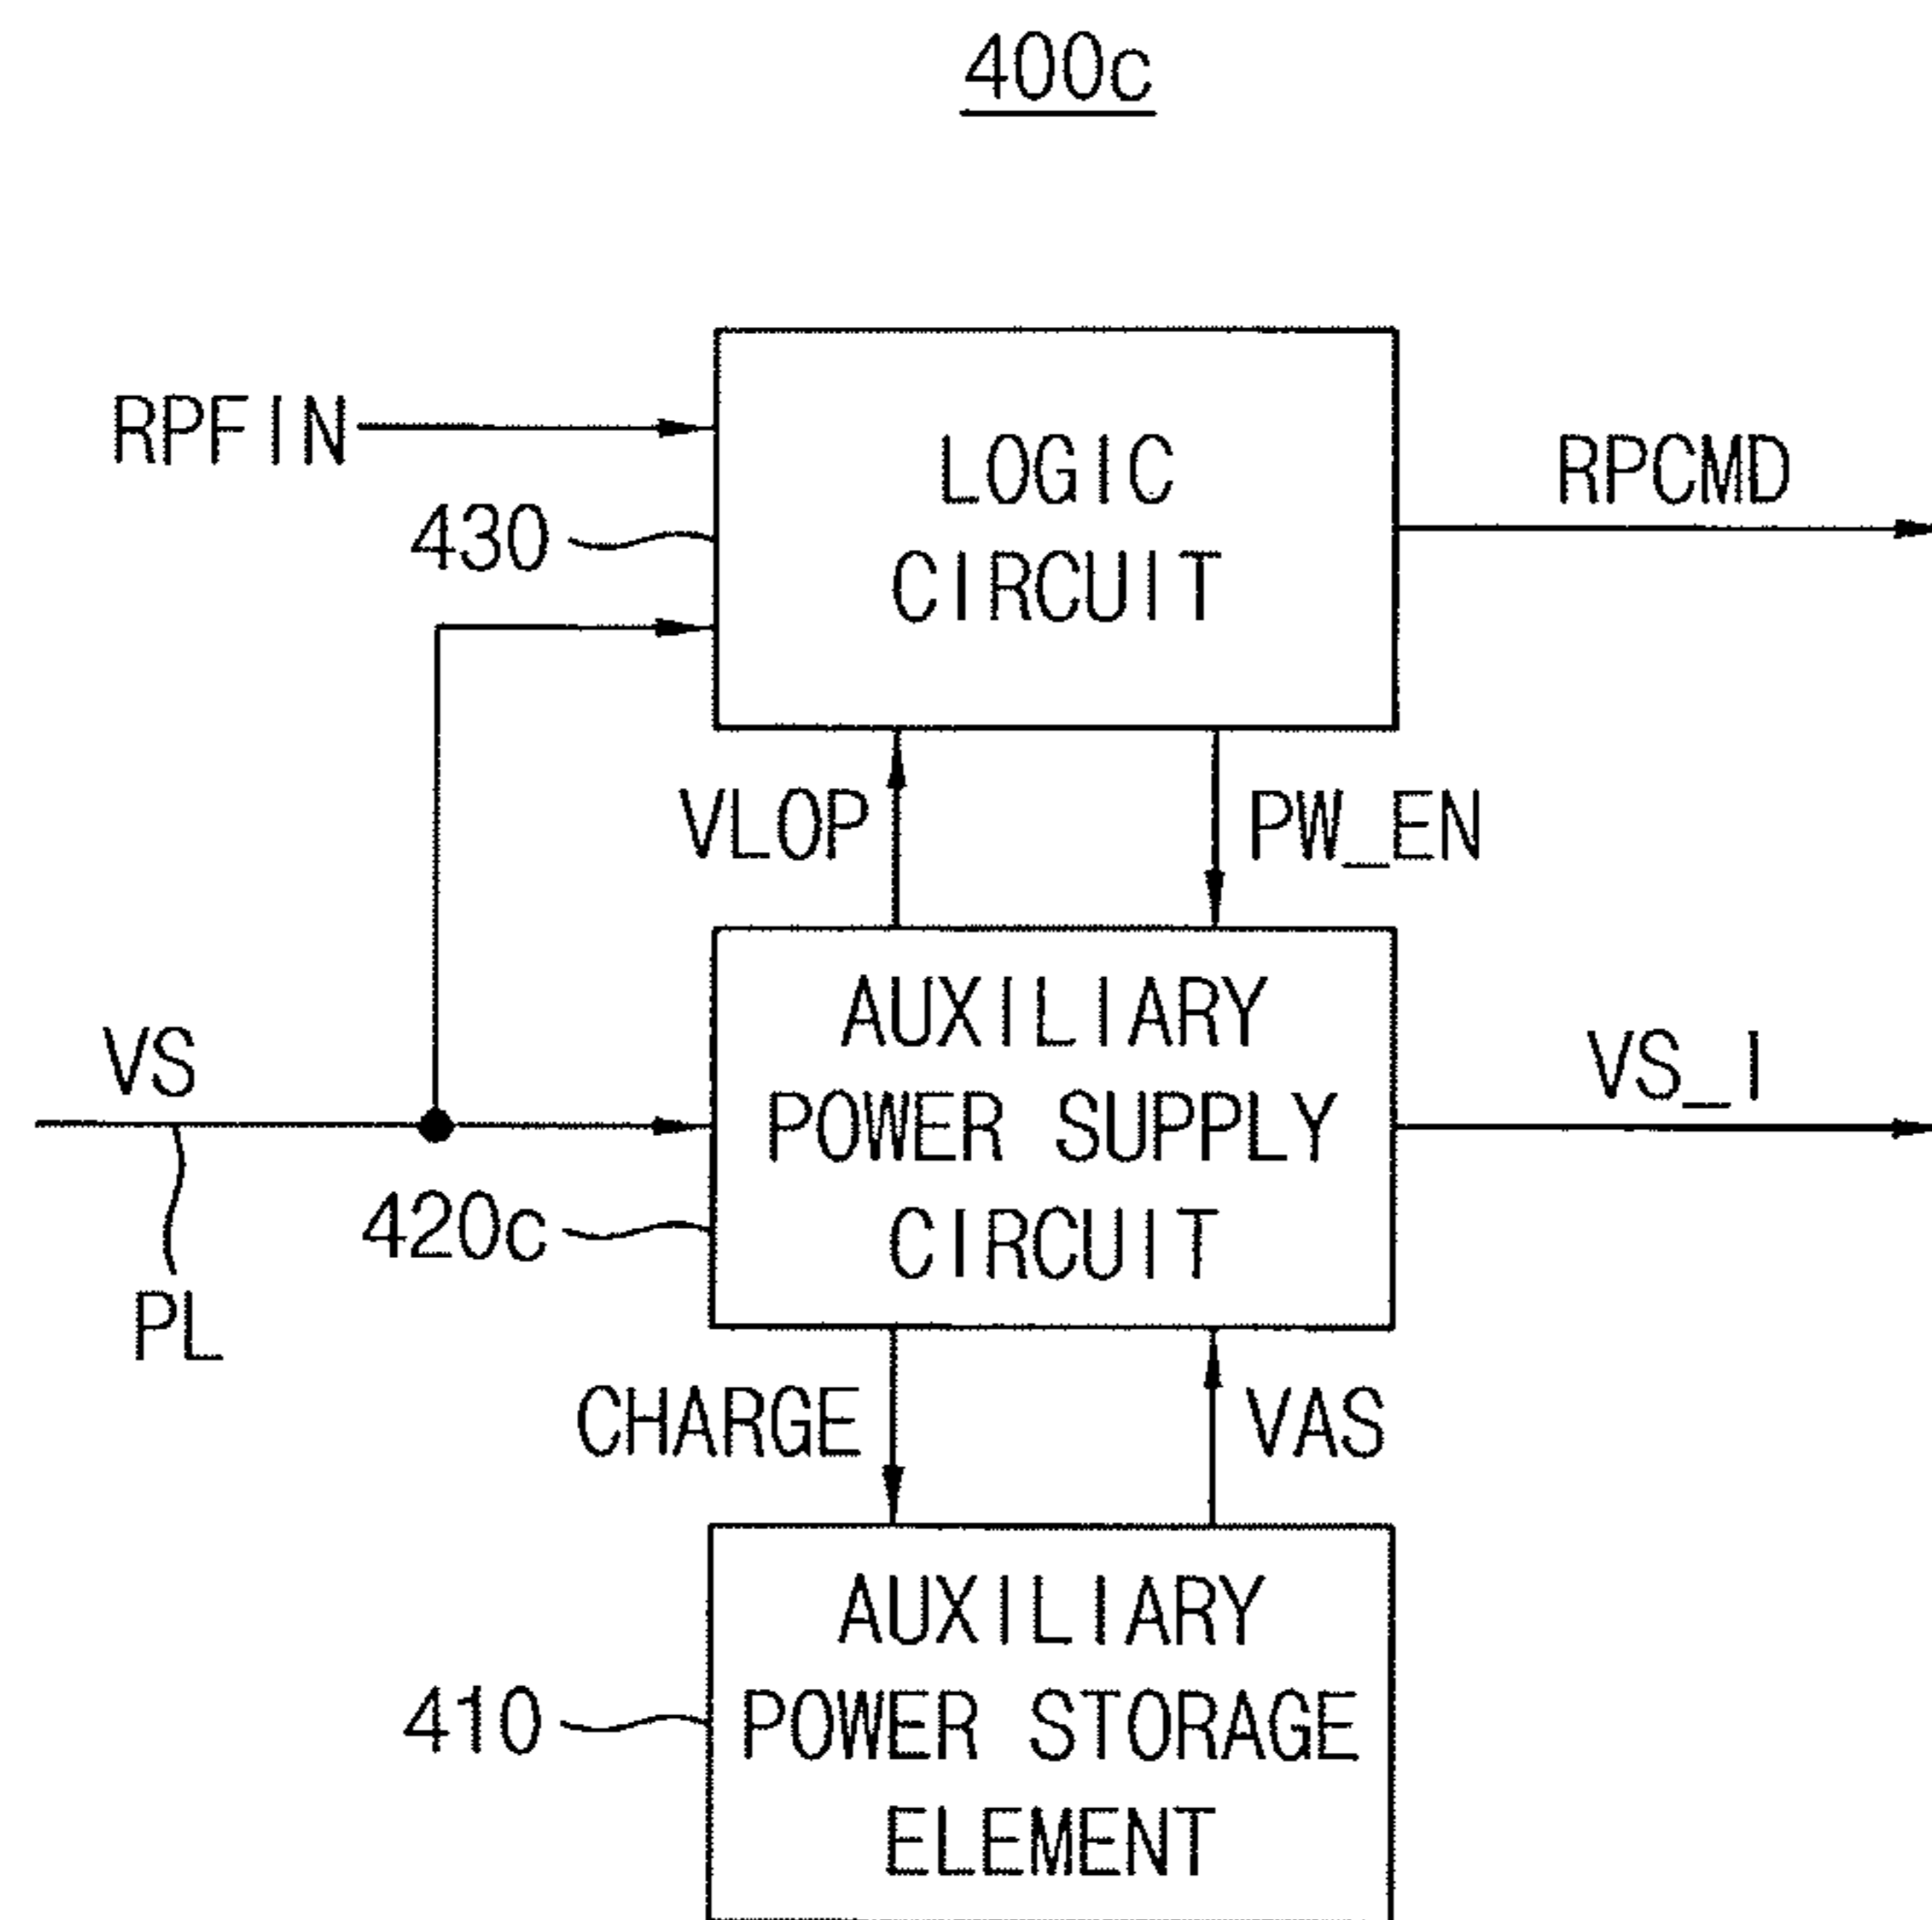 400c
RPFIN
430
LOGIC
CIRCUIT
RPCMD
VLOP
PW_EN
VS
PL
420c
AUXILIARY
POWER SUPPLY
CIRCUIT
VS_I
CHARGE
VAS
410
AUXILIARY
POWER STORAGE
ELEMENT